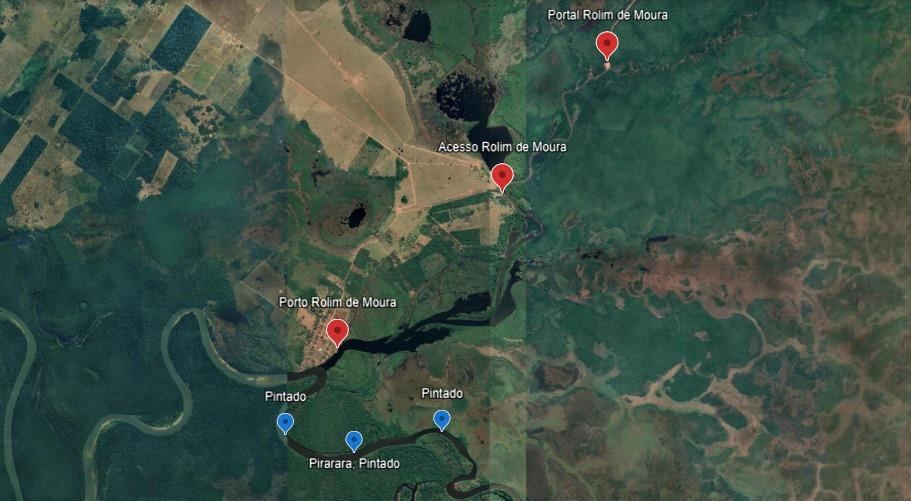 Portal Rolim de Moura
Acesso Rolim de Moura
Porto Rolim de Moura
Pintado
Pintado
Pirarara, Pintado